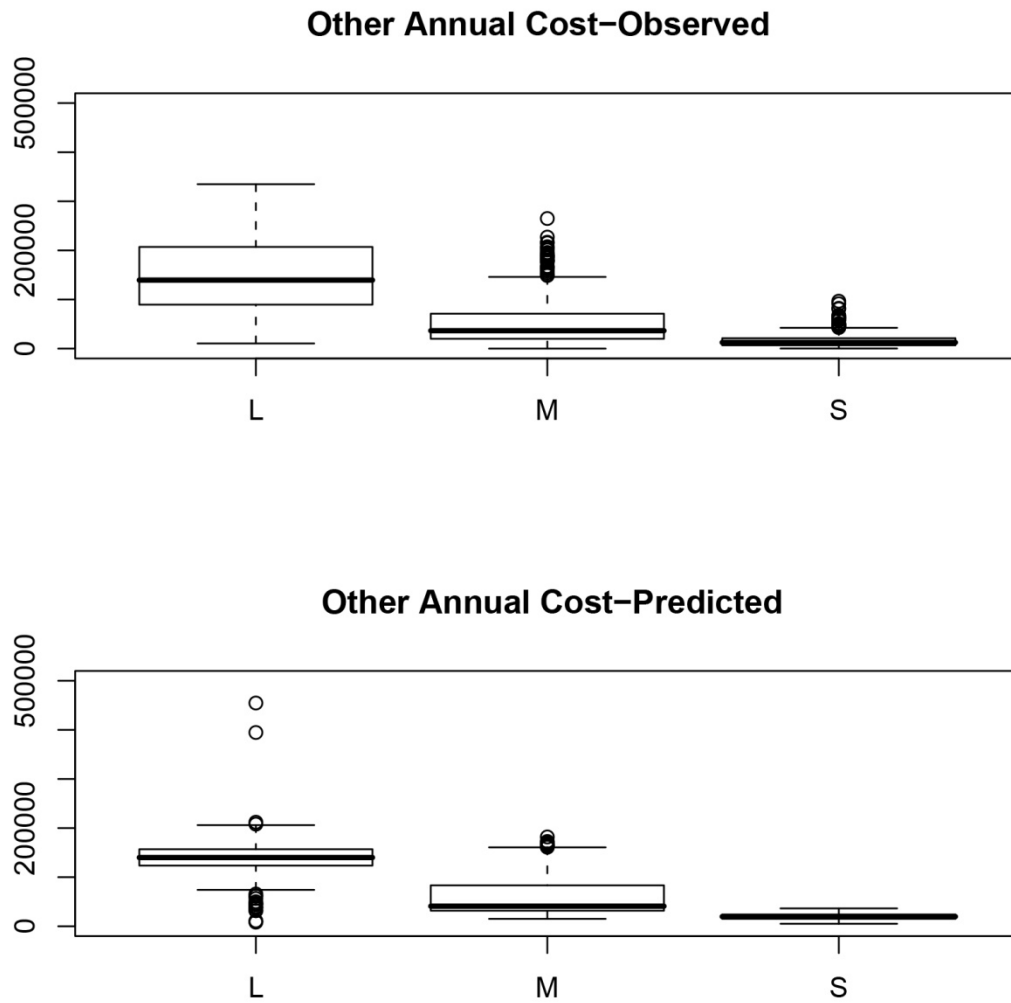 Other Annual Cost−Observed
500000
200000
0
L M S
Other Annual Cost−Predicted
500000
200000
0
L M S